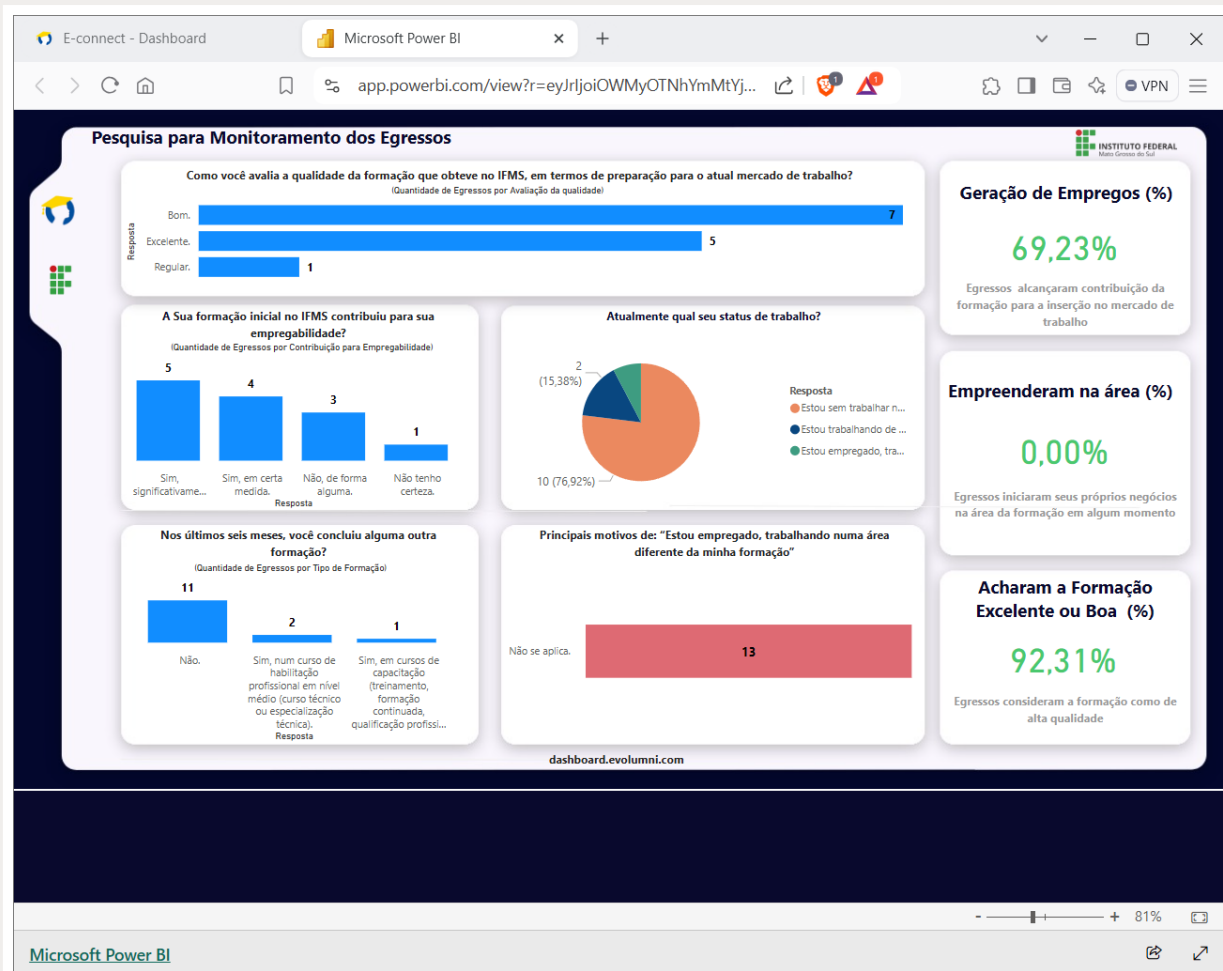 E-connect - Dashboard
Microsoft Power BI
app.powerbi.com/view?r=eyJrIjoiOWMyOTNhYmMtYj...
1
1
VPN
Pesquisa para Monitoramento dos Egressos
INSTITUTO FEDERAL
Mato Grosso do Sul
Como você avalia a qualidade da formação que obteve no IFMS, em termos de preparação para o atual mercado de trabalho?
(Quantidade de Egressos por Avaliação da qualidade)
Resposta
Bom.
7
Excelente.
5
Regular.
1
Geração de Empregos (%)
69,23%
Egressos alcançaram contribuição da
formação para a inserção no mercado de
trabalho
A Sua formação inicial no IFMS contribuiu para sua
empregabilidade?
(Quantidade de Egressos por Contribuição para Empregabilidade)
5
4
3
1
Sim,
significativame...
Sim, em certa
medida.
Não, de forma
alguma.
Não tenho
certeza.
Resposta
Atualmente qual seu status de trabalho?
2
(15,38%)
10 (76,92%)
Resposta
Estou sem trabalhar n...
Estou trabalhando de ...
Estou empregado, tra...
Empreenderam na área (%)
0,00%
Egressos iniciaram seus próprios negócios
na área da formação em algum momento
Nos últimos seis meses, você concluiu alguma outra
formação?
(Quantidade de Egressos por Tipo de Formação)
11
2
1
Não.
Sim, num curso de
habilitação
profissional em nível
médio (curso técnico
ou especialização
técnica).
Sim, em cursos de
capacitação
(treinamento,
formação
continuada,
qualificação profissi...
Resposta
Principais motivos de: “Estou empregado, trabalhando numa área
diferente da minha formação”
Não se aplica.
13
Acharam a Formação
Excelente ou Boa (%)
92,31%
Egressos consideram a formação como de
alta qualidade
dashboard.evolumni.com
- + 81%
Microsoft Power BI